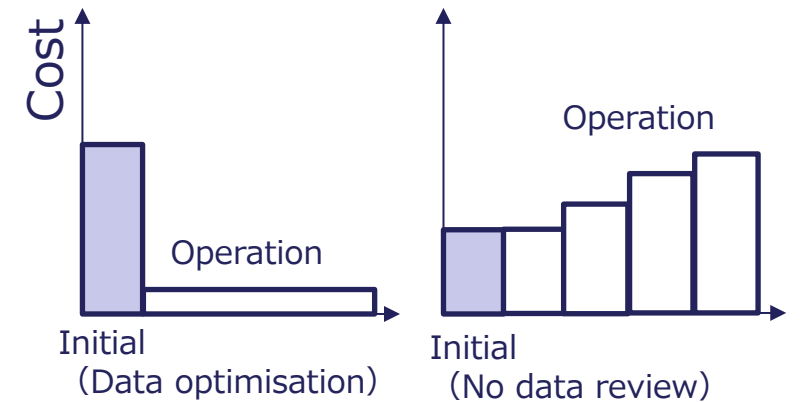 Cost
Operation
Initial
（Data optimisation）
Operation
Initial
（No data review）